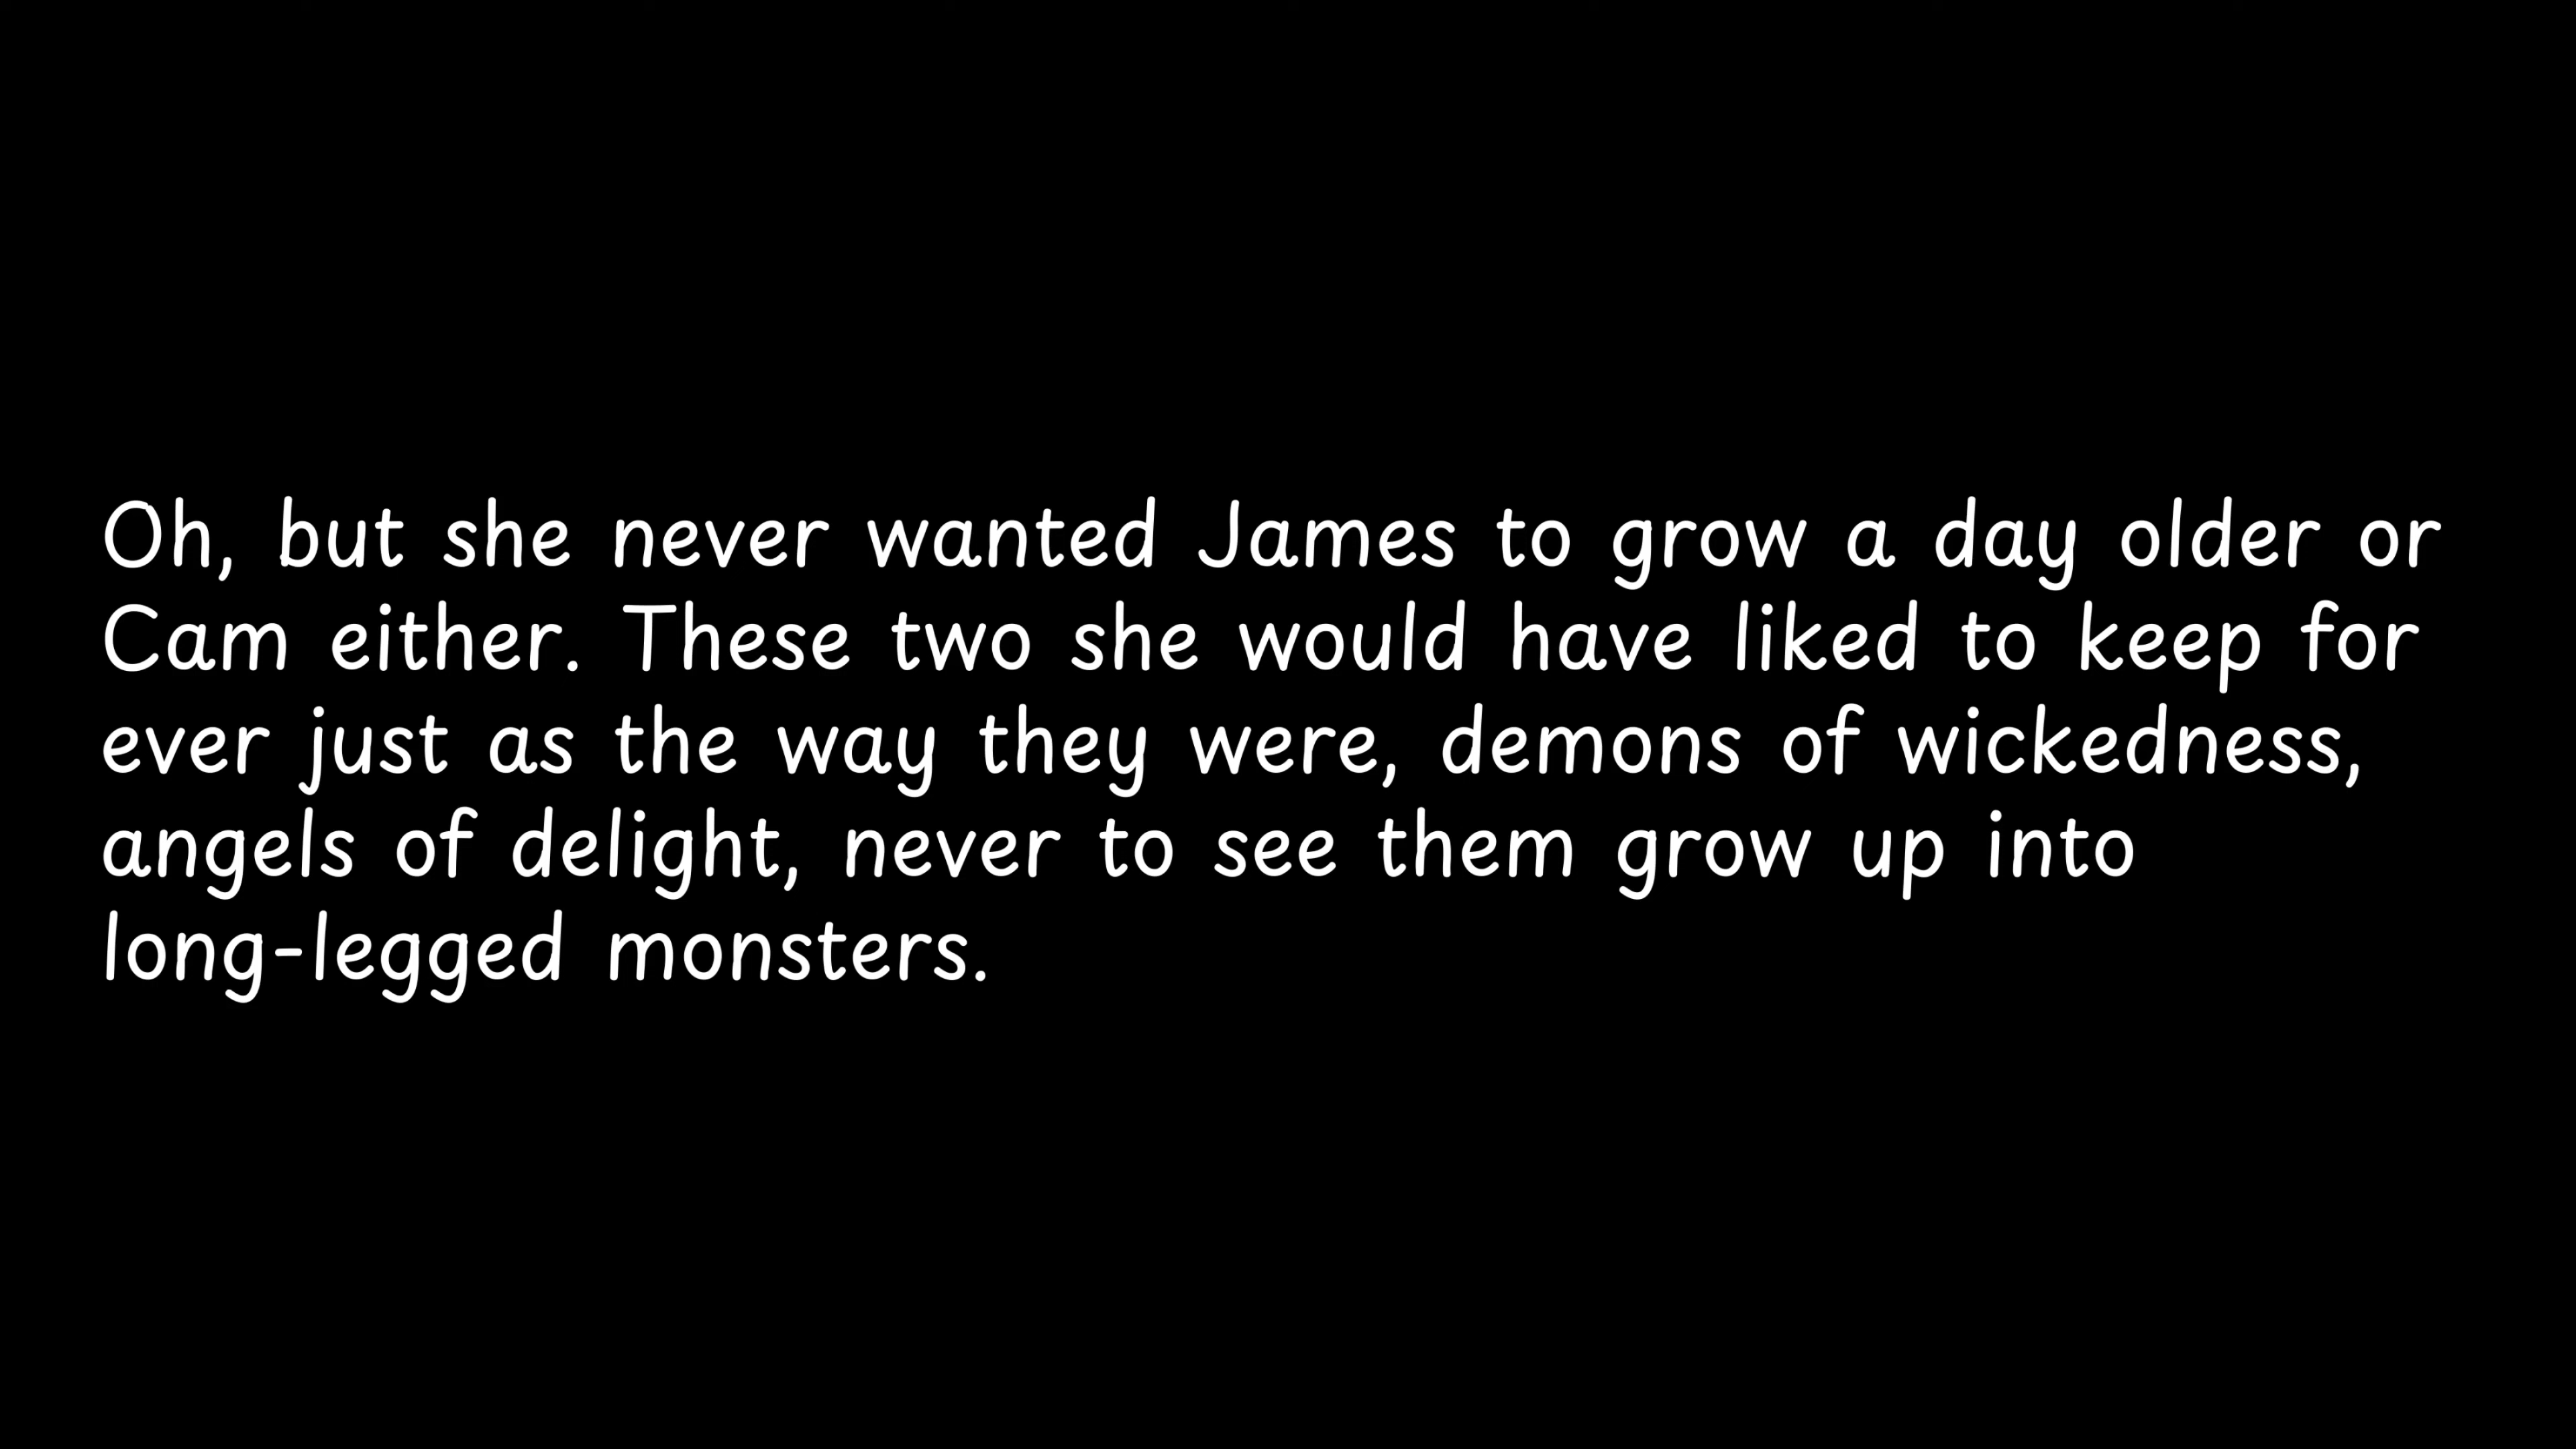 Oh, but she never wanted James to grow a day older or
Cam either. These two she would have liked to keep for
ever just as the way they were, demons of wickedness,
angels of delight, never to see them grow up into
long-legged monsters.